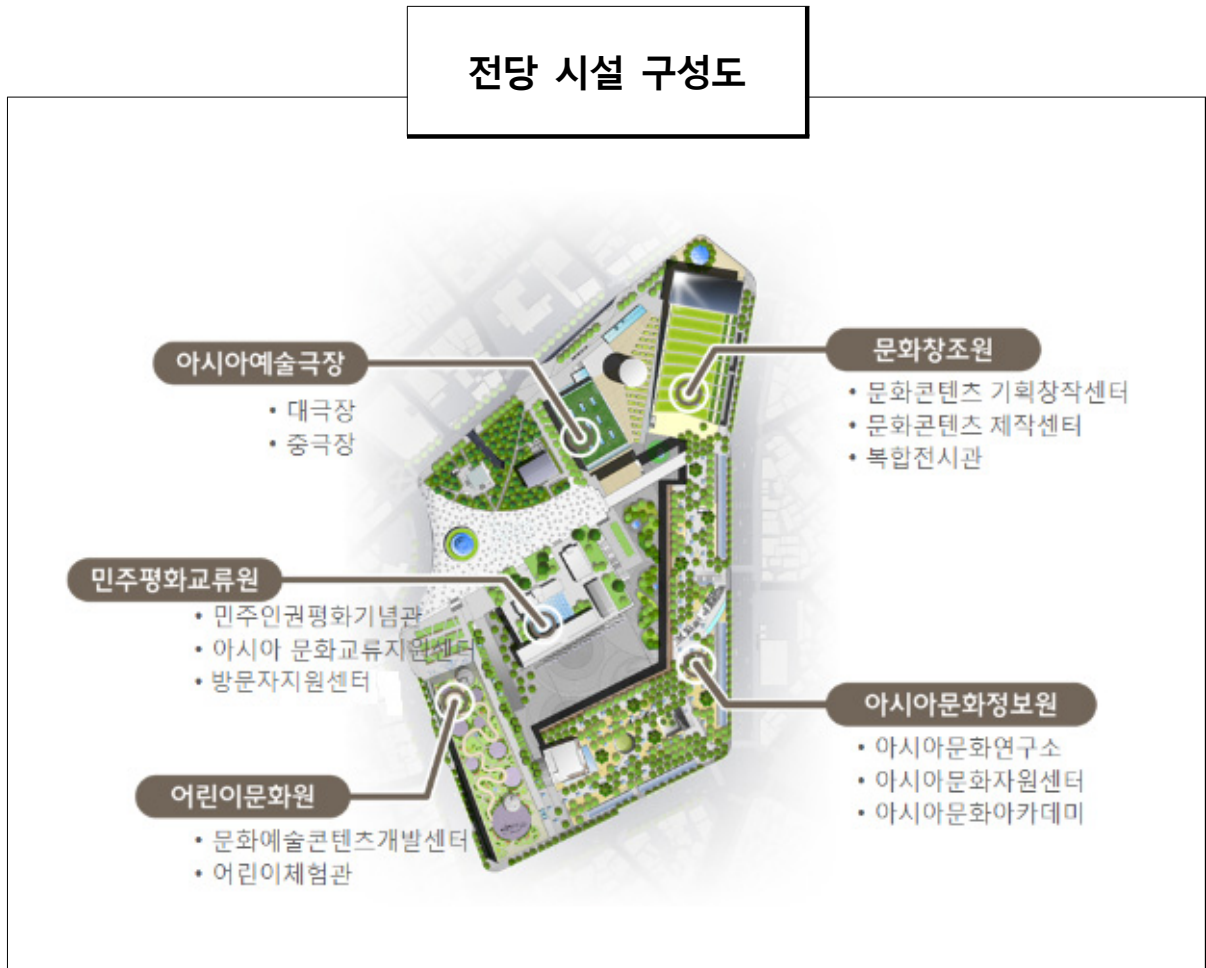 전당 시설 구성도
아시아예술극장
• 대극장
• 중극장
문화창조원
• 문화콘텐츠 기획창작센터
• 문화콘텐츠 제작센터
• 복합전시관
민주평화교류원
• 민주인권평화기념관
• 아시아 문화교류지원센터
• 방문자지원센터
아시아문화정보원
• 아시아문화연구소
• 아시아문화자원센터
• 아시아문화아카데미
어린이문화원
• 문화예술콘텐츠개발센터
• 어린이체험관